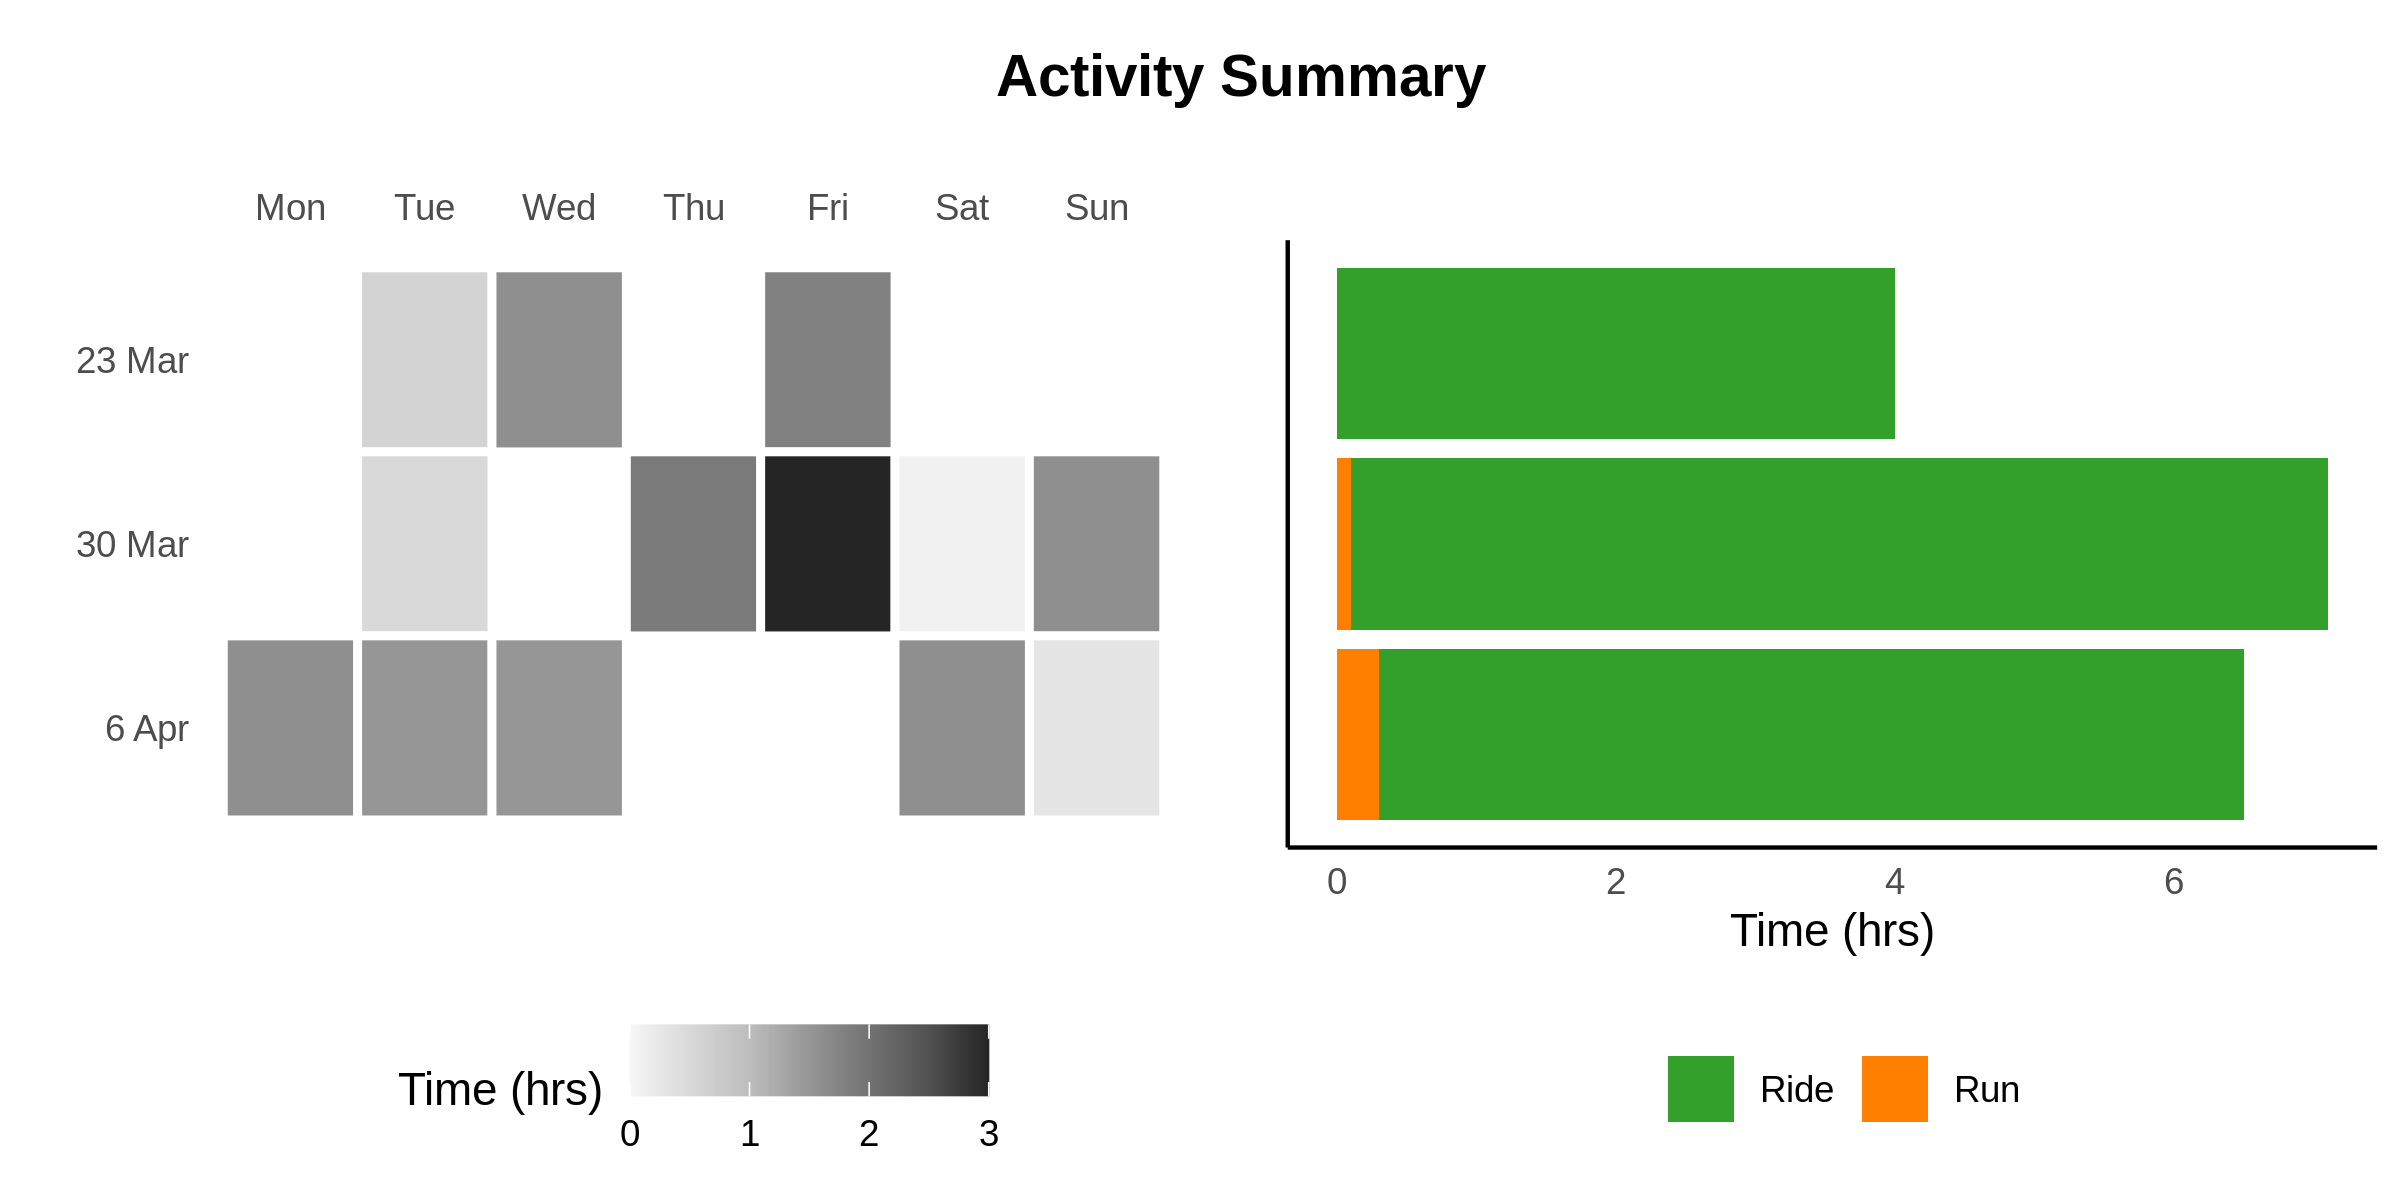 Activity Summary
Mon Tue Wed Thu Fri Sat Sun
23 Mar
30 Mar
6 Apr
0 2 4 6
Time (hrs)
Time (hrs)
0 1 2 3
Ride Run